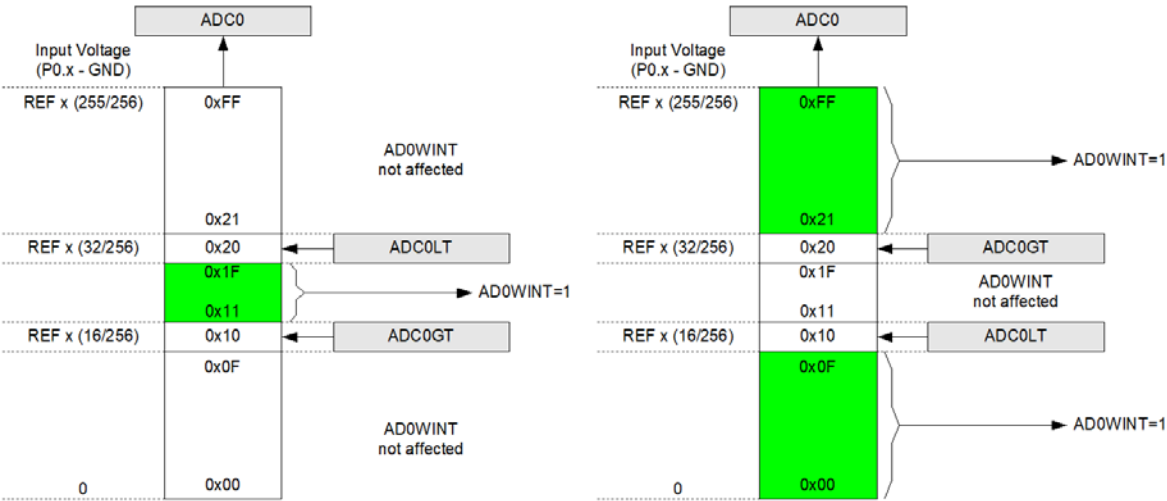 ADC0
Input Voltage
(P0.x - GND)
REF x (255/256)
0xFF
AD0WINT
not affected
0x21
REF x (32/256)
0x20
ADC0LT
0x1F
AD0WINT=1
0x11
REF x (16/256)
0x10
ADC0GT
0x0F
AD0WINT
not affected
0
0x00
ADC0
Input Voltage
(P0.x - GND)
REF x (255/256)
0xFF
AD0WINT=1
0x21
REF x (32/256)
0x20
ADC0GT
0x1F
AD0WINT
not affected
0x11
REF x (16/256)
0x10
ADC0LT
0x0F
AD0WINT=1
0
0x00